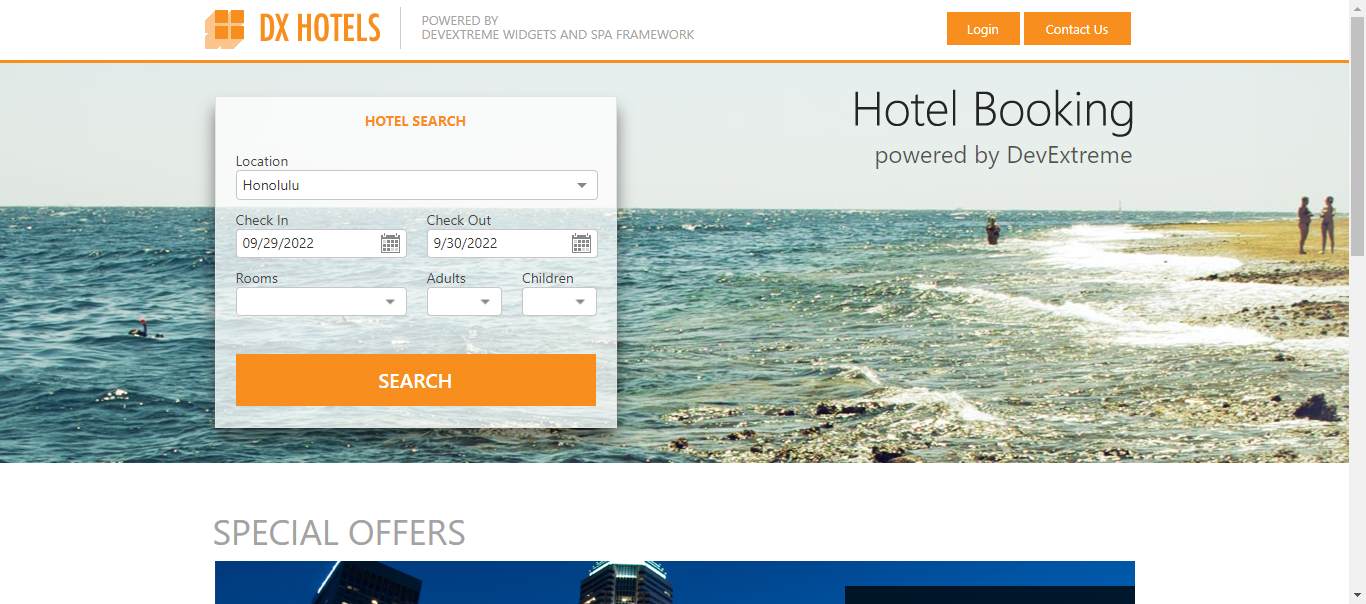 DX HOTELS
POWERED BY
DEVEXTREME WIDGETS AND SPA FRAMEWORK
Login
Contact Us
Hotel Booking
powered by DevExtreme
HOTEL SEARCH
Location
Honolulu
Check In
Check Out
09/29/2022
9/30/2022
Rooms
Adults
Children
SEARCH
SPECIAL OFFERS